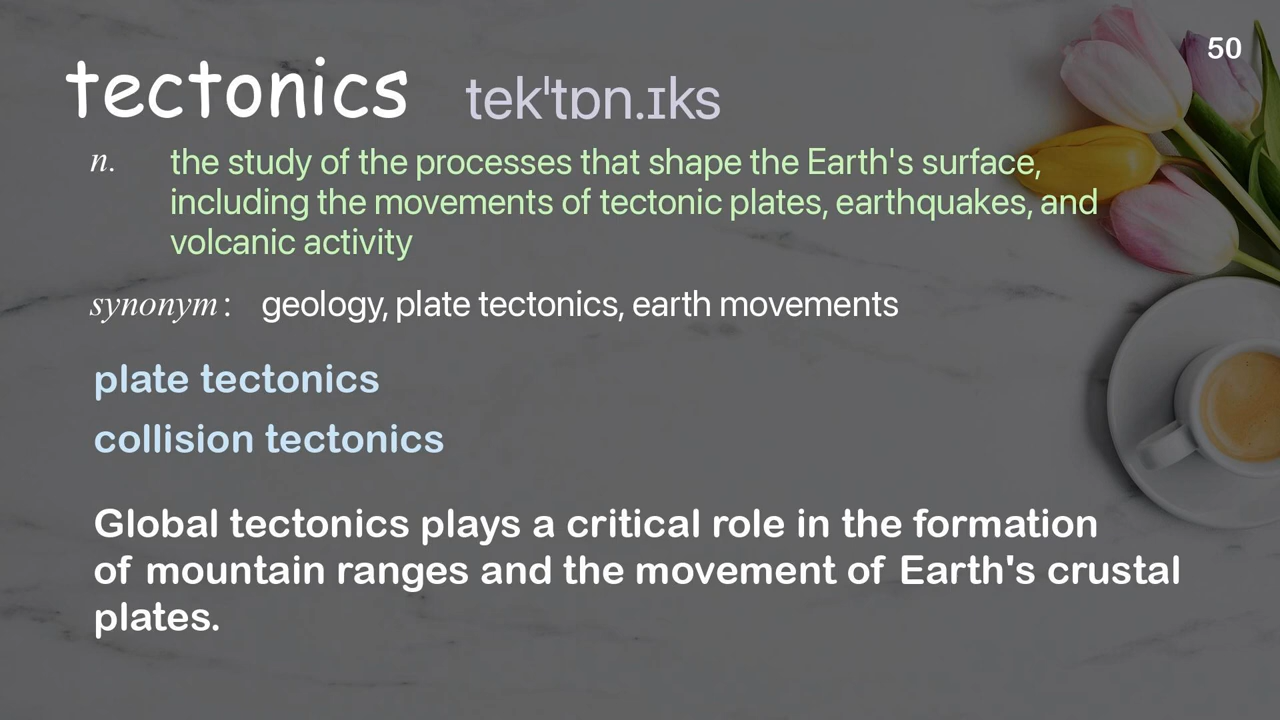 50
tectonics tek'tɒn.ɪks
n. the study of the processes that shape the Earth's surface,
including the movements of tectonic plates, earthquakes, and
volcanic activity
synonym: geology, plate tectonics, earth movements
plate tectonics
collision tectonics
Global tectonics plays a critical role in the formation
of mountain ranges and the movement of Earth's crustal
plates.